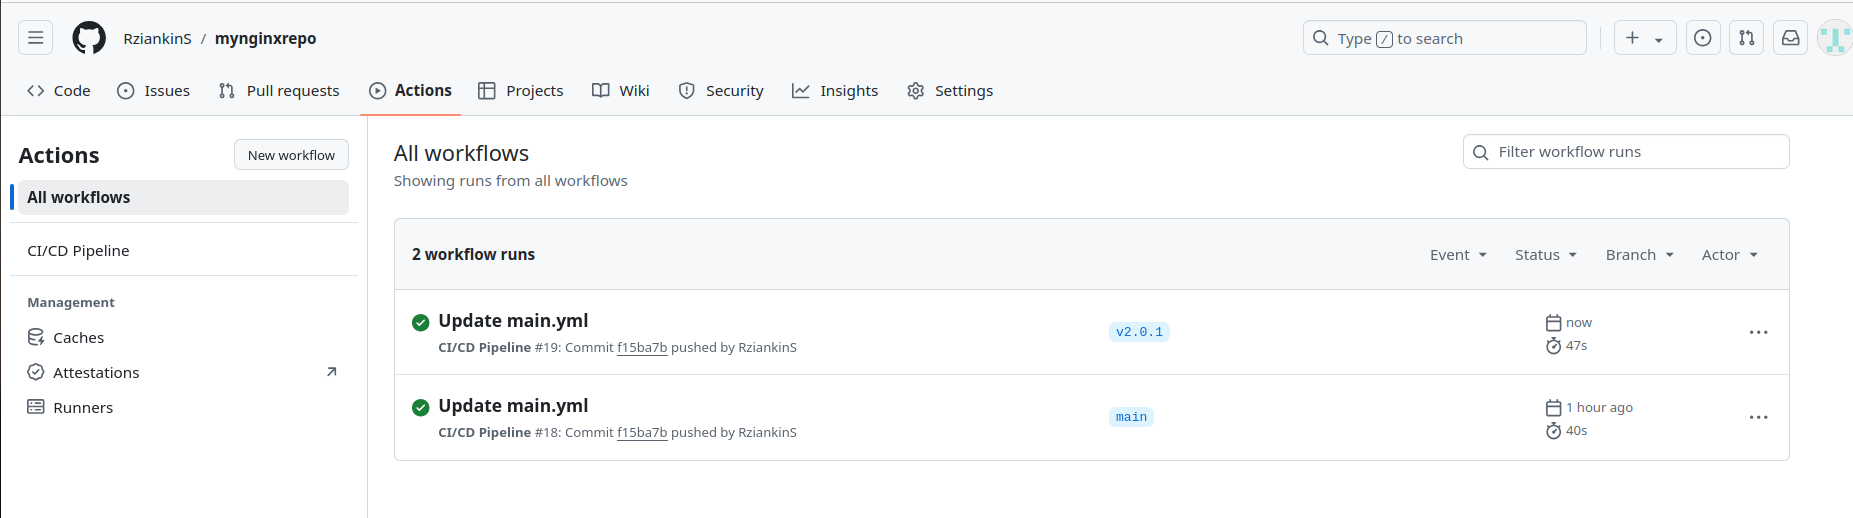 RziankinS / mynginxrepo
Type / to search
Code Issues Pull requests Actions Projects Wiki Security Insights Settings
Actions
New workflow
All workflows
CI/CD Pipeline
Management
Caches
Attestations
Runners
All workflows
Showing runs from all workflows
Filter workflow runs
2 workflow runs
Event Status Branch Actor
Update main.yml
CI/CD Pipeline #19: Commit f15ba7b pushed by RziankinS
v2.0.1
now
47s
Update main.yml
CI/CD Pipeline #18: Commit f15ba7b pushed by RziankinS
main
1 hour ago
40s